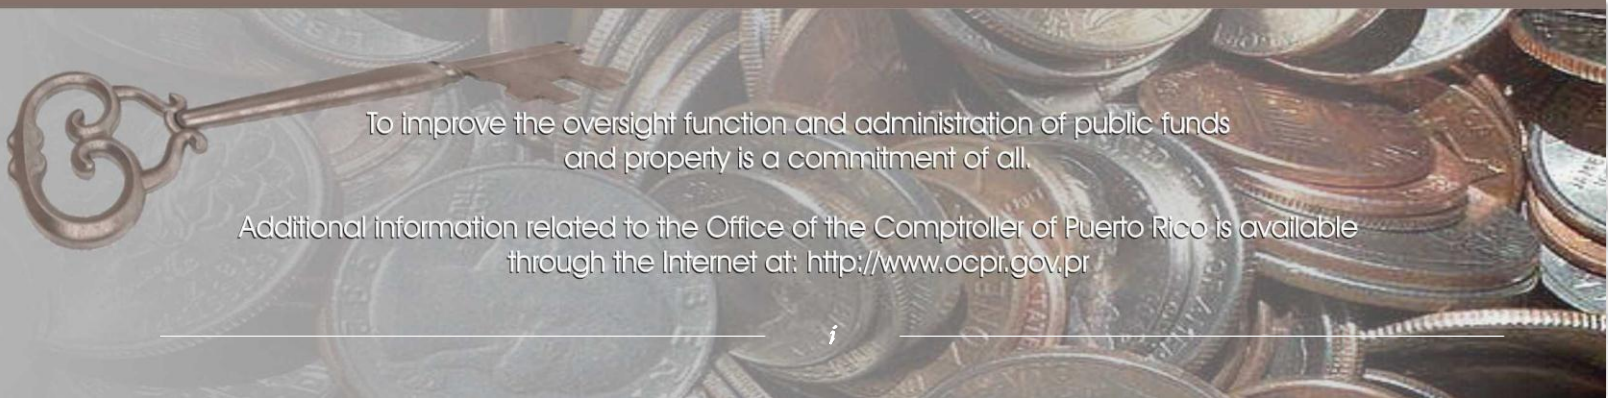 To improve the oversight function and administration of public funds
and property is a commitment of all.
Additional information related to the Office of the Comptroller of Puerto Rico is available
through the Internet at: http://www.ocpr.gov.pr
i